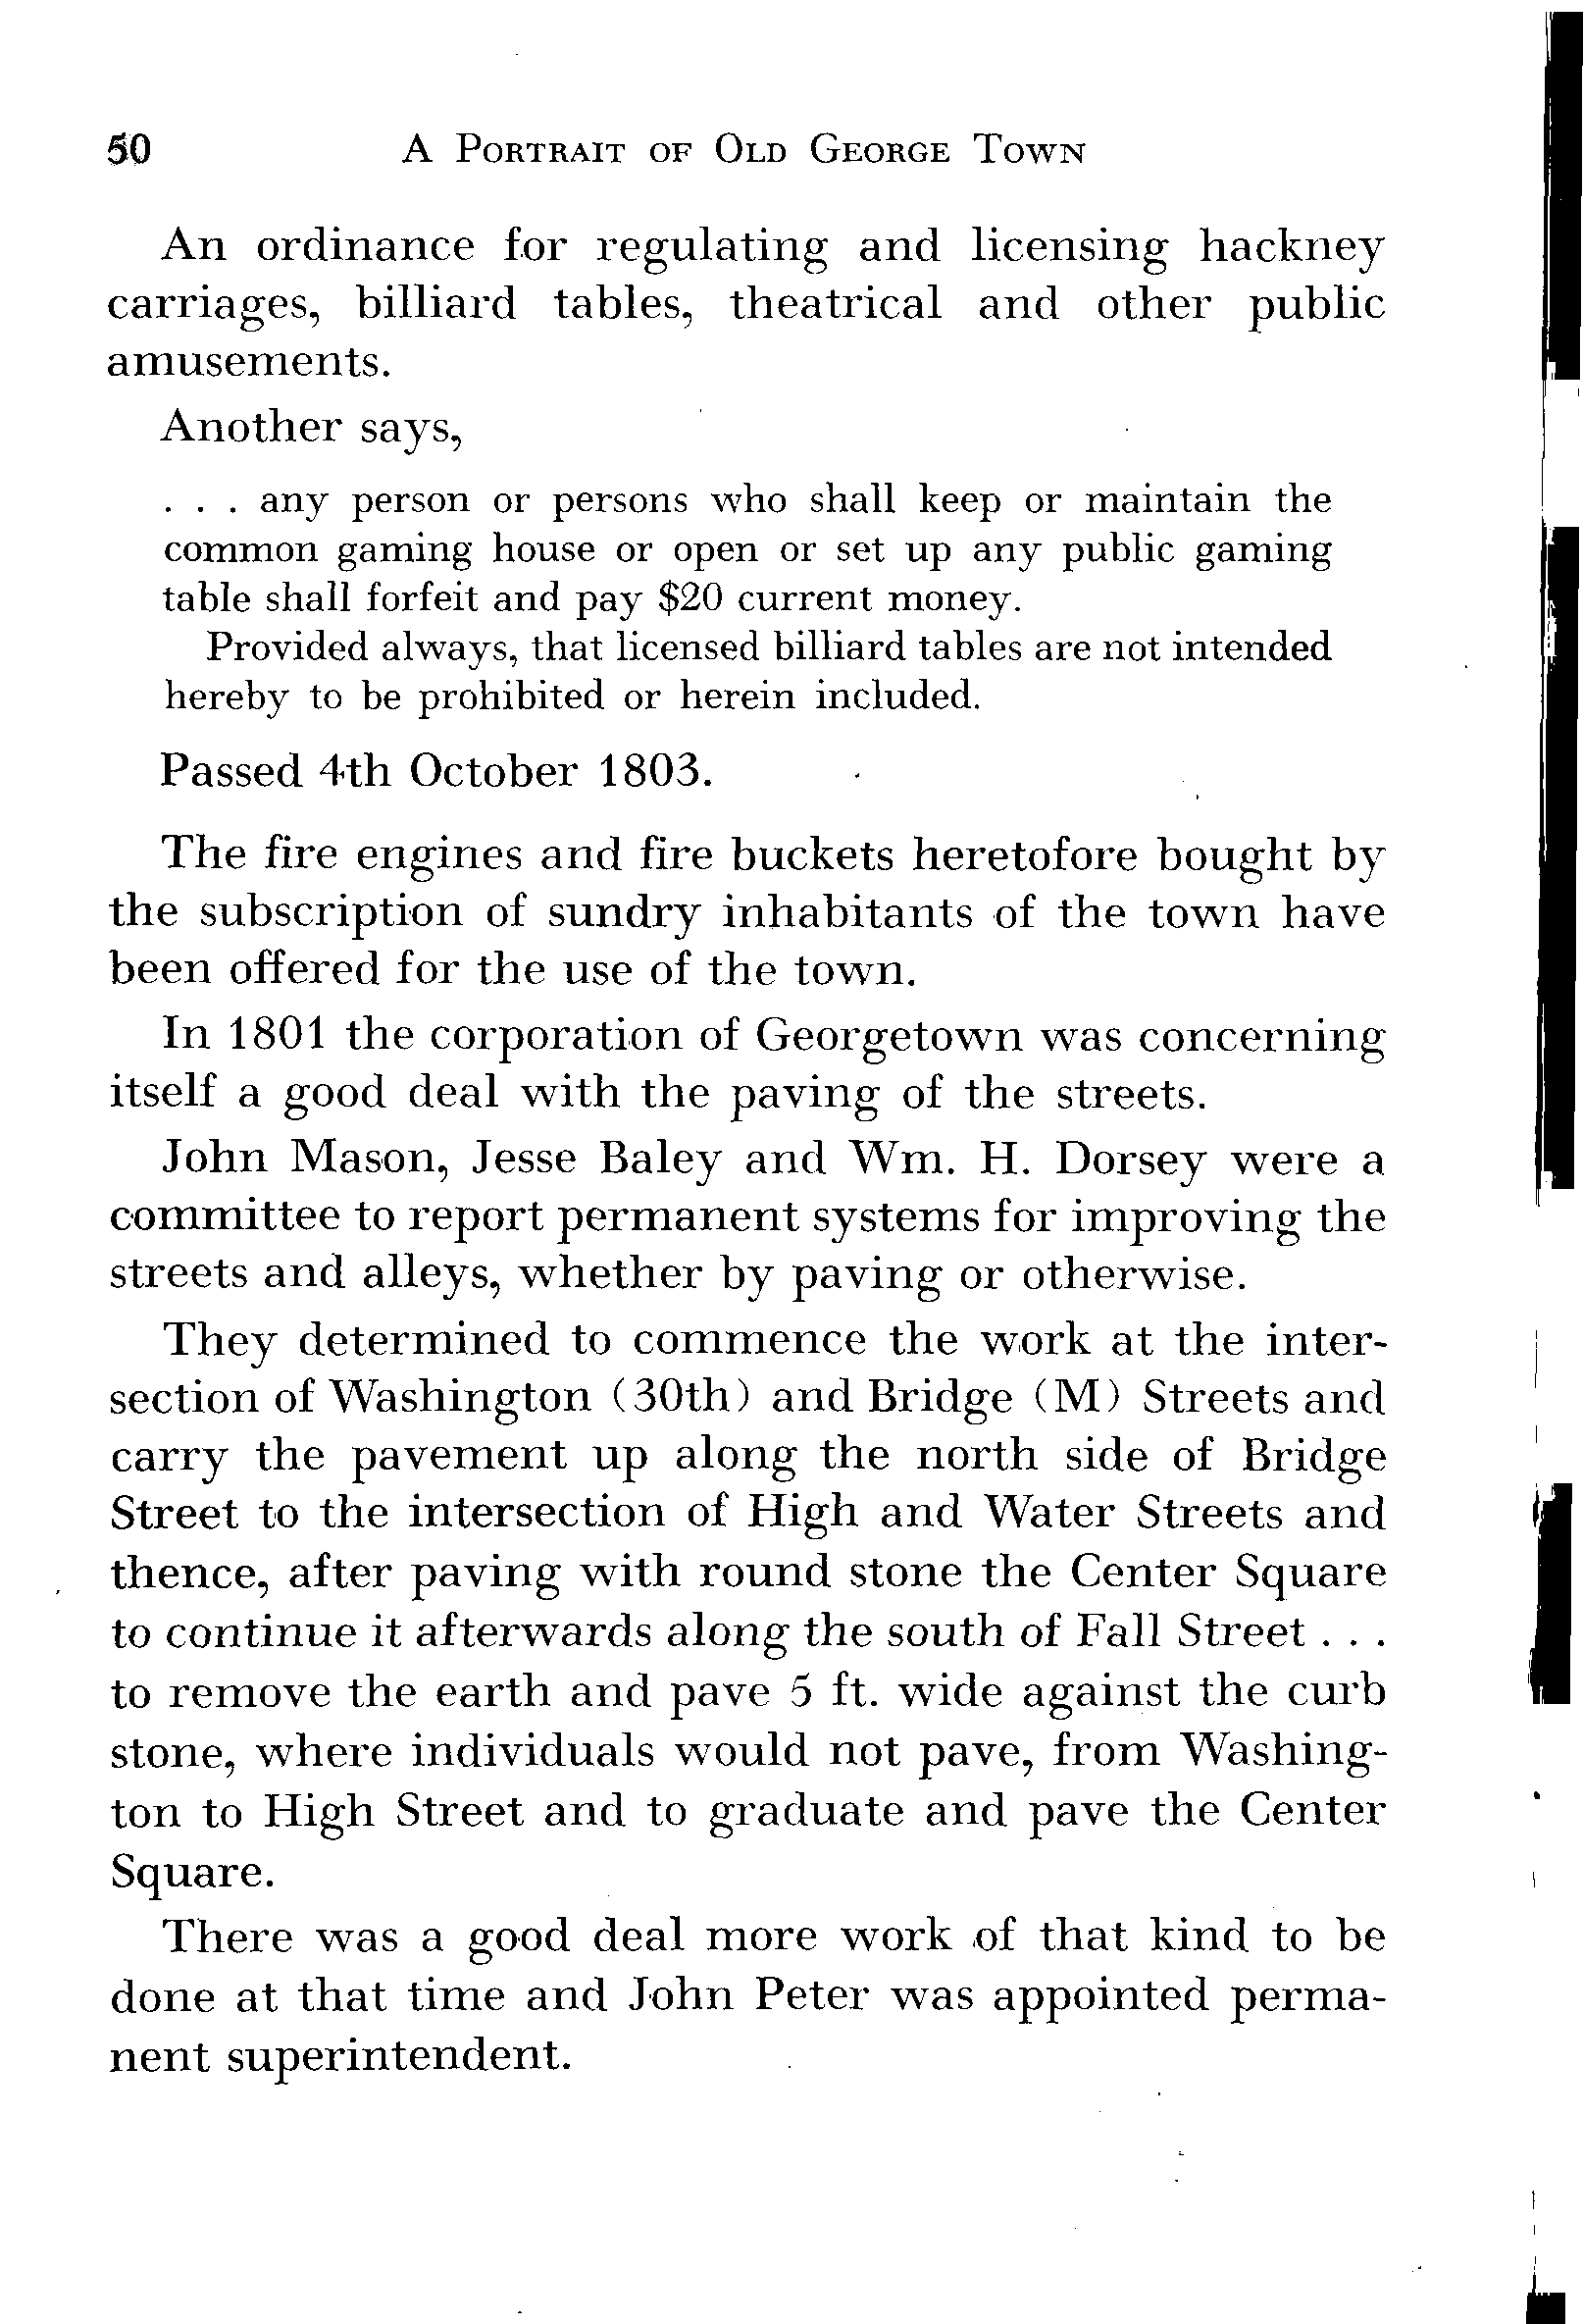 50 A Portrait of Old George Town
An ordinance for regulating and licensing hackney
carriages, billiard tables, theatrical and other public
amusements.
Another says,
. . . any person or persons who shall keep or maintain the
common gaming house or open or set up any public gaming
table shall forfeit and pay $20 current money.
Provided always, that licensed billiard tables are not intended
hereby to be prohibited or herein included.
Passed 4th October 1803.
The fire engines and fire buckets heretofore bought by
the subscription of sundry inhabitants of the town have
been offered for the use of the town.
In 1801 the corporation of Georgetown was concerning
itself a good deal with the paving of the streets.
John Mason, Jesse Baley and Wm. H. Dorsey were a
committee to report permanent systems for improving the
streets and alleys, whether by paving or otherwise.
They determined to commence the work at the inter-
section of Washington (30th) and Bridge (M) Streets and
carry the pavement up along the north side of Bridge
Street to the intersection of High and Water Streets and
thence, after paving with round stone the Center Square
to continue it afterwards along the south of Fall Street . . .
to remove the earth and pave 5 ft. wide against the curb
stone, where individuals would not pave, from Washing-
ton to High Street and to graduate and pave the Center
Square.
There was a good deal more work of that kind to be
done at that time and John Peter was appointed perma-
nent superintendent.